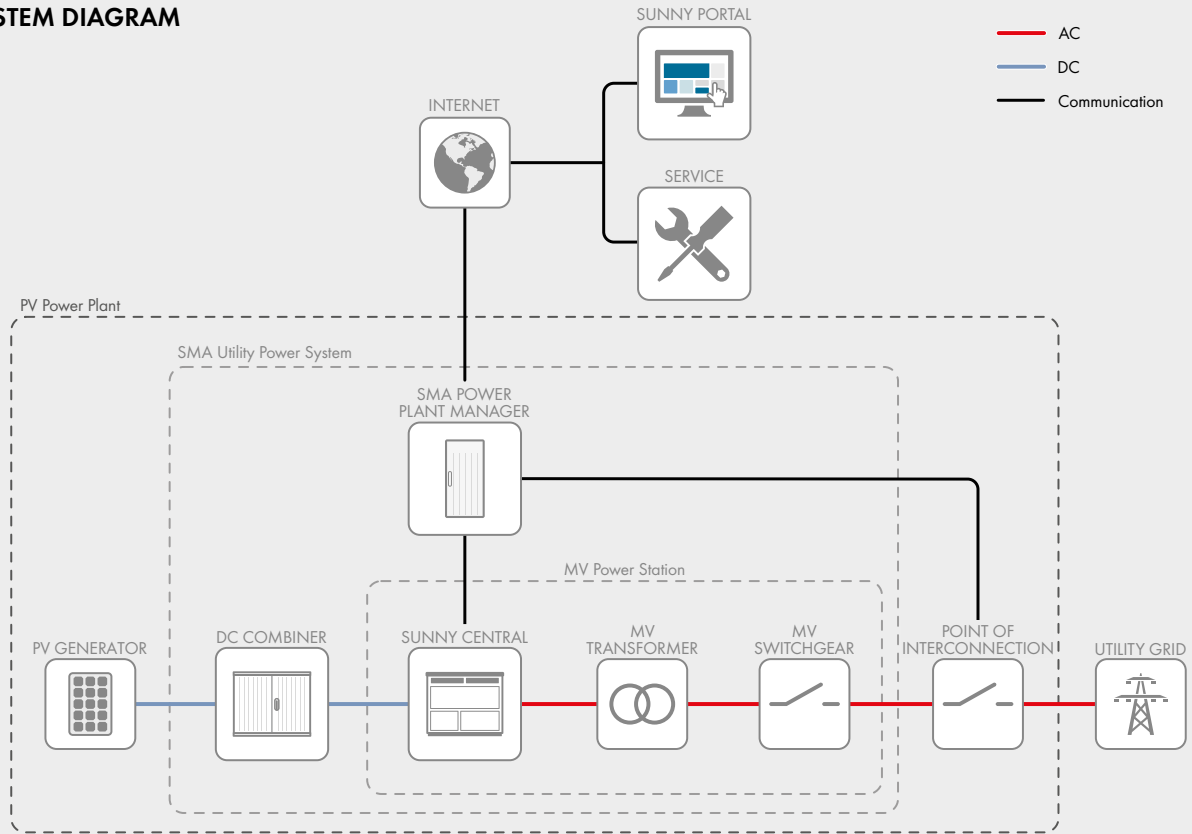 STEM DIAGRAM
SUNNY PORTAL
AC
DC
Communication
INTERNET
SERVICE
PV Power Plant
SMA Utility Power System
SMA POWER
PLANT MANAGER
MV Power Station
PV GENERATOR
DC COMBINER
SUNNY CENTRAL
MV
TRANSFORMER
MV
SWITCHGEAR
POINT OF
INTERCONNECTION
UTILITY GRID